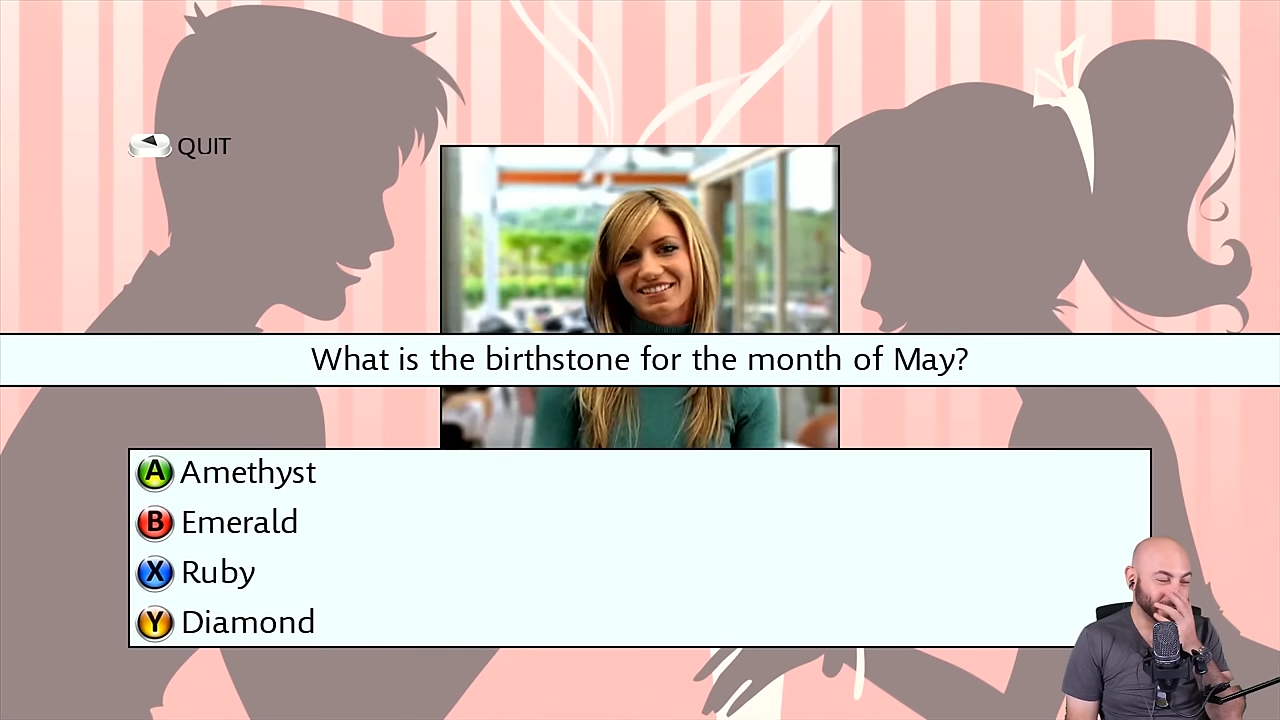 QUIT
What is the birthstone for the month of May?
A Amethyst
B Emerald
X Ruby
Y Diamond